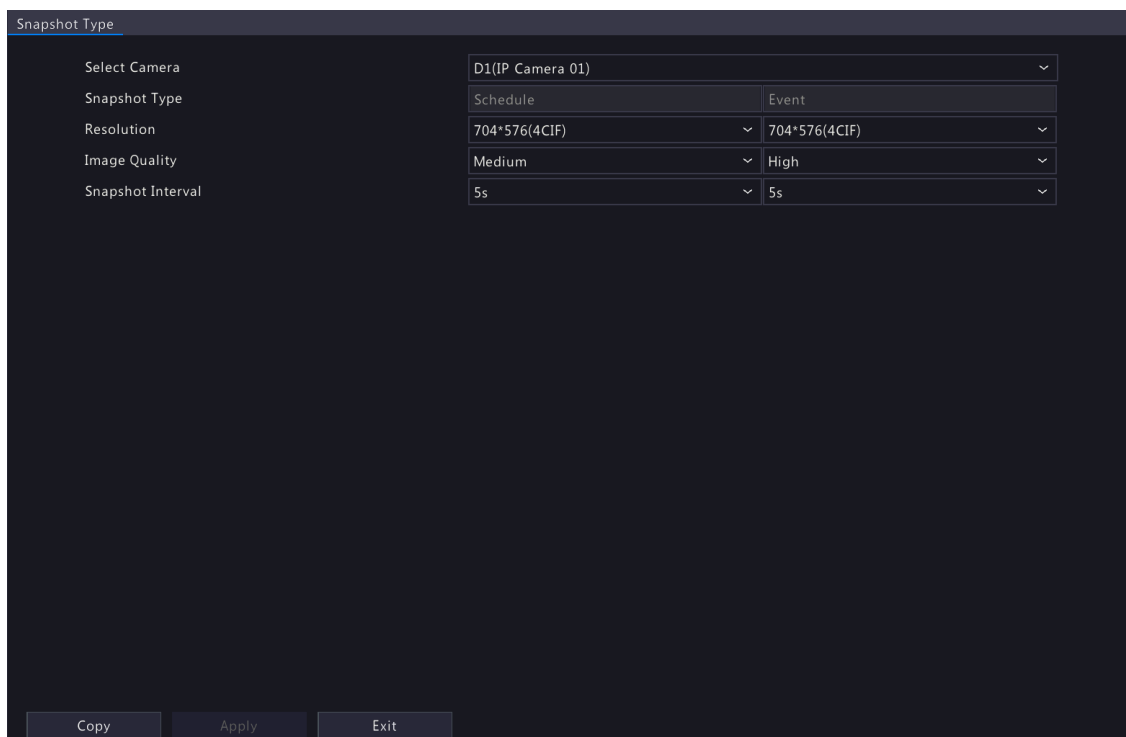 Snapshot Type
Select Camera D1(IP Camera 01)
Snapshot Type Schedule Event
Resolution 704*576(4CIF) 704*576(4CIF)
Image Quality Medium High
Snapshot Interval 5s 5s
Copy Apply Exit